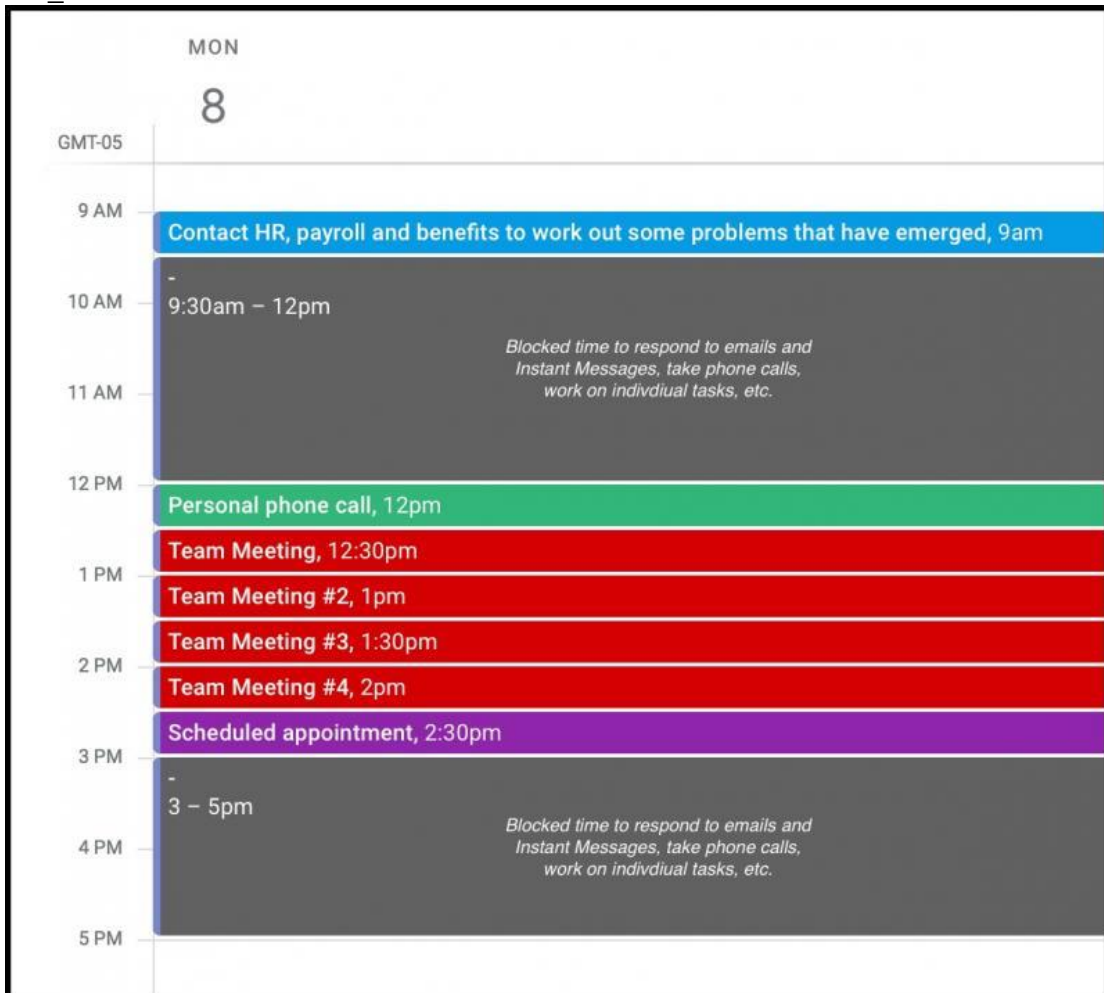 MON
8
GMT-05
9 AM
Contact HR, payroll and benefits to work out some problems that have emerged, 9am
-
10 AM
9:30am – 12pm
Blocked time to respond to emails and
Instant Messages, take phone calls,
11 AM
work on indivdiual tasks, etc.
12 PM
Personal phone call, 12pm
Team Meeting, 12:30pm
1 PM
Team Meeting #2, 1pm
Team Meeting #3, 1:30pm
2 PM
Team Meeting #4, 2pm
Scheduled appointment, 2:30pm
3 PM
-
3 – 5pm
Blocked time to respond to emails and
4 PM
Instant Messages, take phone calls,
work on indivdiual tasks, etc.
5 PM